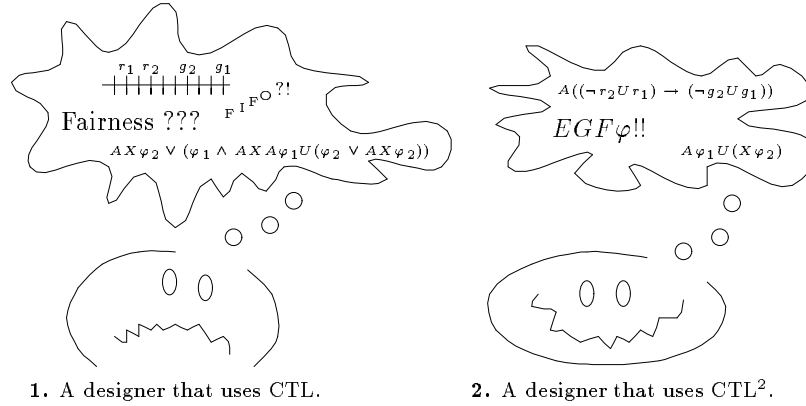 r₁ r₂ g₂ g₁
FIFO?!
Fairness ???
AXφ₂ ∨ (φ₁ ∧ AXAφ₁U(φ₂ ∨ AXφ₂))
A((¬r₂Ur₁) → (¬g₂Ug₁))
EGFφ!!
Aφ₁U(Xφ₂)
1. A designer that uses CTL.
2. A designer that uses CTL².